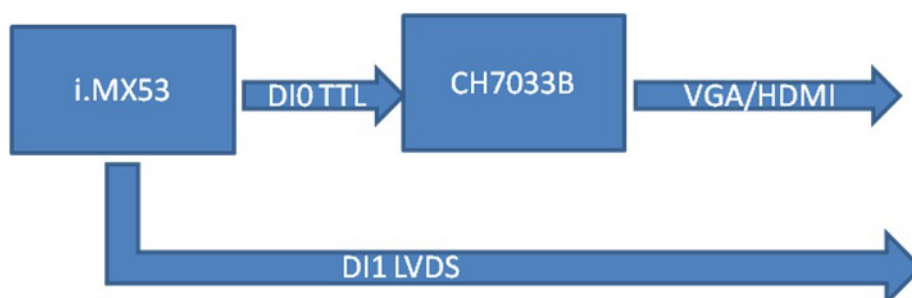 i.MX53
DI0 TTL
CH7033B
VGA/HDMI
DI1 LVDS